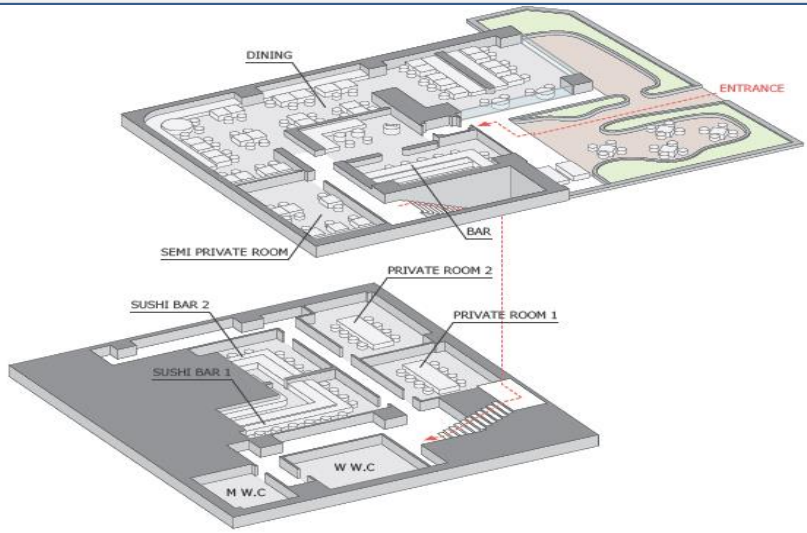 DINING
ENTRANCE
BAR
SEMI PRIVATE ROOM
PRIVATE ROOM 2
SUSHI BAR 2
PRIVATE ROOM 1
SUSHI BAR 1
W W.C
M W.C